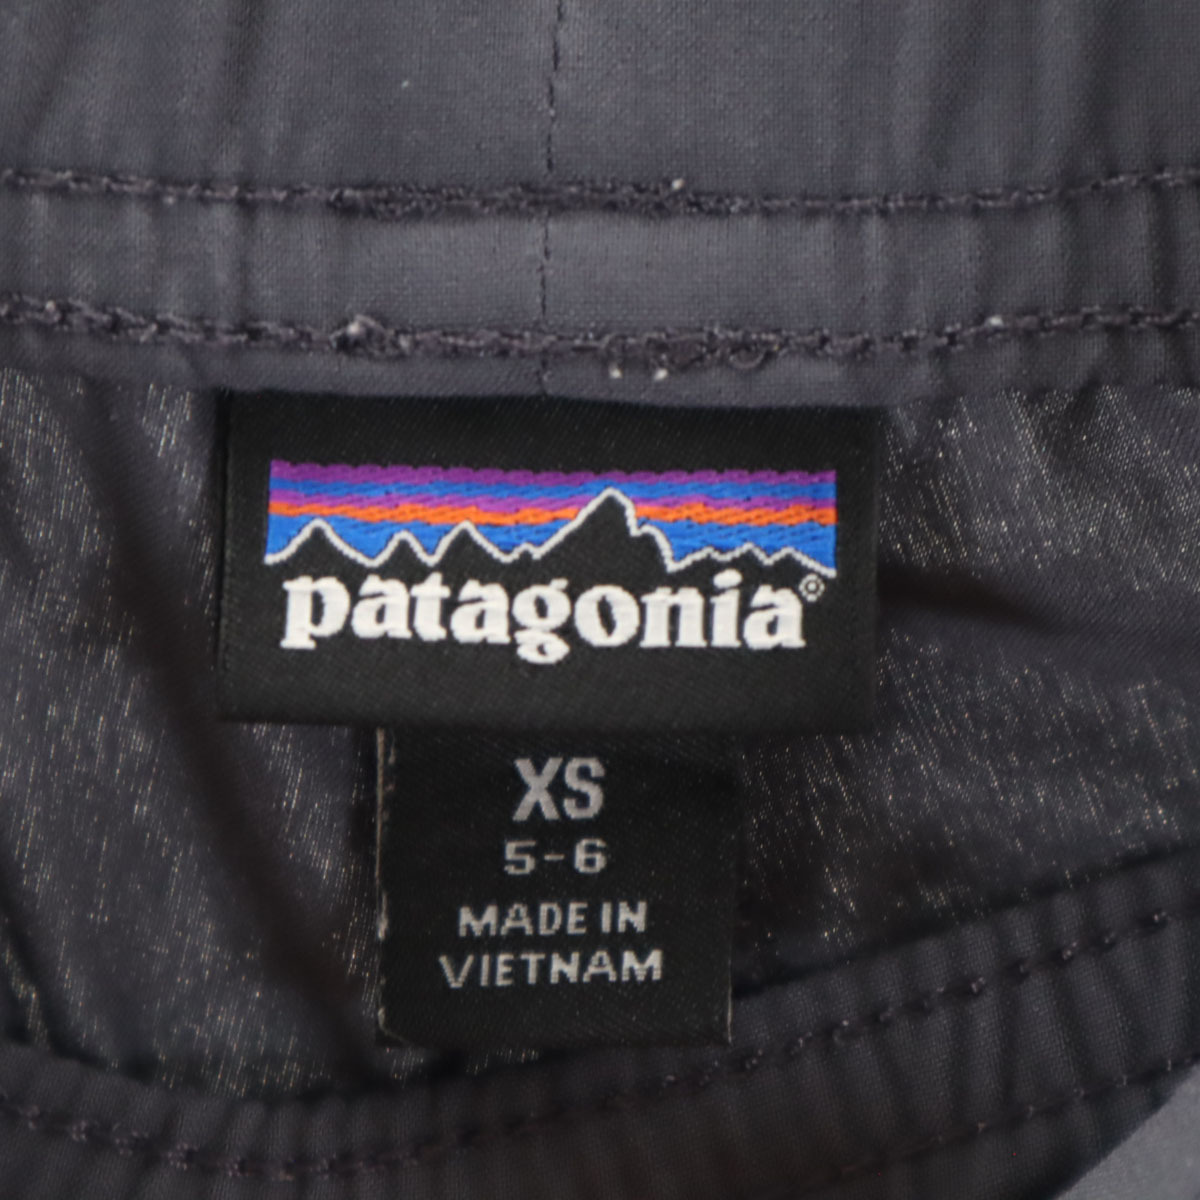 patagonia®
XS
5-6
MADE IN
VIETNAM